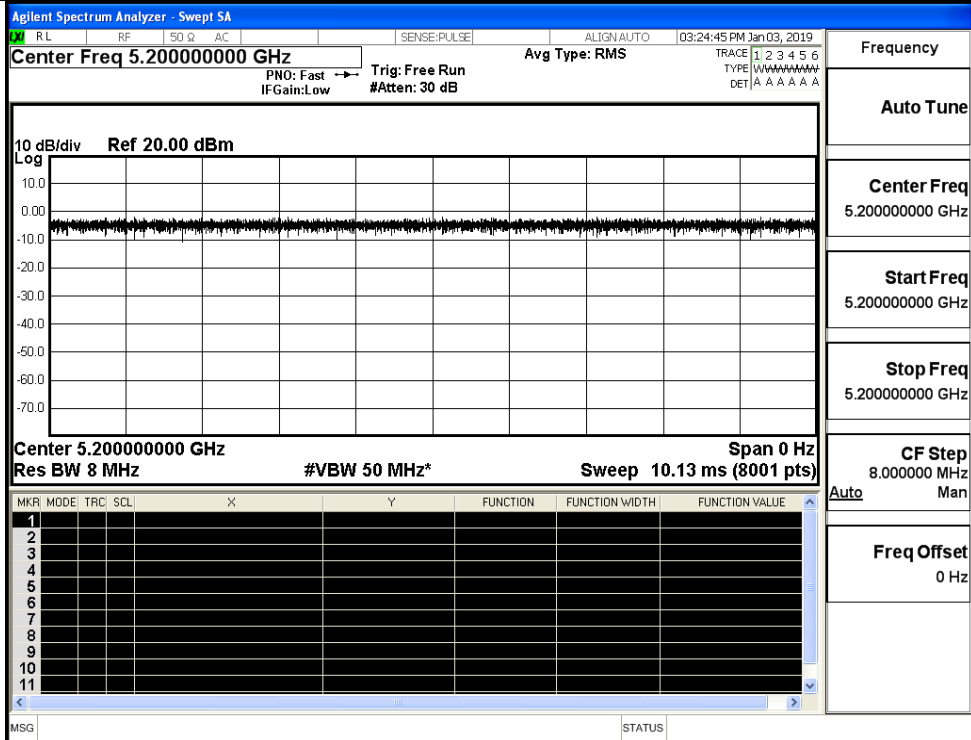 Agilent Spectrum Analyzer - Swept SA
LXI RL RF 50 Ω AC SENSE:PULSE ALIGN AUTO 03:24:45 PM Jan 03, 2019
Center Freq 5.200000000 GHz
PNO: Fast
IFGain:Low
Trig: Free Run
#Atten: 30 dB
Avg Type: RMS
TRACE 1 2 3 4 5 6
TYPE WWWWWW
DET A A A A A A
10 dB/div Ref 20.00 dBm
Log
10.0
0.00
-10.0
-20.0
-30.0
-40.0
-50.0
-60.0
-70.0
Center 5.200000000 GHz Span 0 Hz
Res BW 8 MHz #VBW 50 MHz* Sweep 10.13 ms (8001 pts)
MKR MODE TRC SCL X Y FUNCTION FUNCTION WIDTH FUNCTION VALUE
1
2
3
4
5
6
7
8
9
10
11
MSG STATUS
Frequency
Auto Tune
Center Freq
5.200000000 GHz
Start Freq
5.200000000 GHz
Stop Freq
5.200000000 GHz
CF Step
8.000000 MHz
Auto Man
Freq Offset
0 Hz